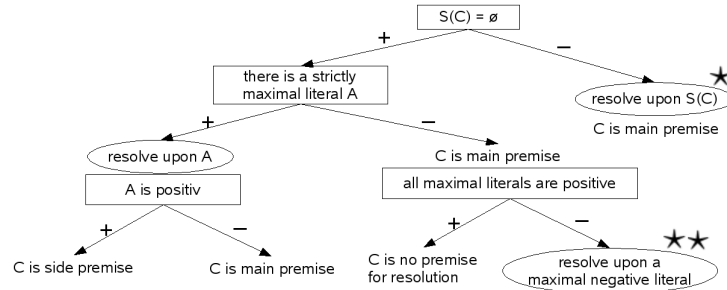 S(C) = ø
+
−
there is a strictly
maximal literal A
resolve upon S(C)
C is main premise
+
−
resolve upon A
C is main premise
A is positiv
all maximal literals are positive
+
−
+
−
C is side premise
C is main premise
C is no premise
for resolution
resolve upon a
maximal negative literal